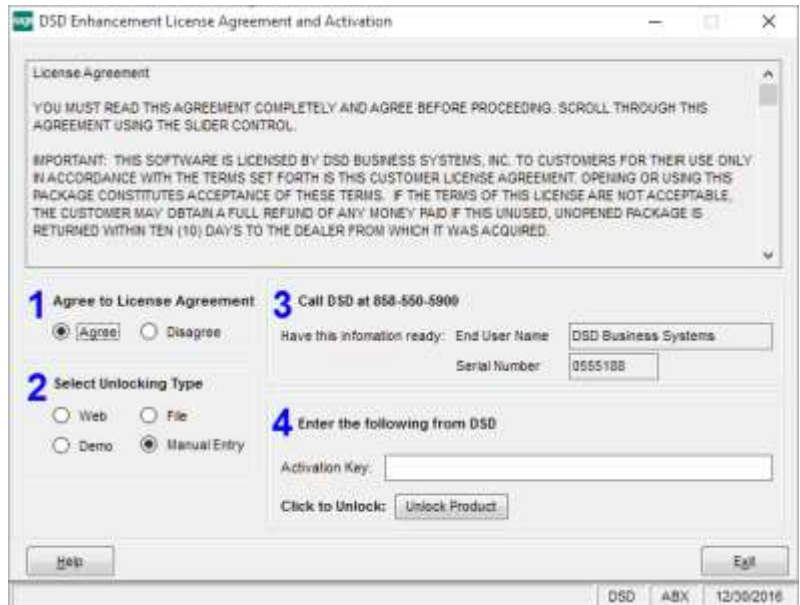 sage DSD Enhancement License Agreement and Activation
License Agreement
YOU MUST READ THIS AGREEMENT COMPLETELY AND AGREE BEFORE PROCEEDING. SCROLL THROUGH THIS
AGREEMENT USING THE SLIDER CONTROL.
IMPORTANT: THIS SOFTWARE IS LICENSED BY DSD BUSINESS SYSTEMS, INC. TO CUSTOMERS FOR THEIR USE ONLY
IN ACCORDANCE WITH THE TERMS SET FORTH IS THIS CUSTOMER LICENSE AGREEMENT. OPENING OR USING THIS
PACKAGE CONSTITUTES ACCEPTANCE OF THESE TERMS. IF THE TERMS OF THIS LICENSE ARE NOT ACCEPTABLE,
THE CUSTOMER MAY OBTAIN A FULL REFUND OF ANY MONEY PAID IF THIS UNUSED, UNOPENED PACKAGE IS
RETURNED WITHIN TEN (10) DAYS TO THE DEALER FROM WHICH IT WAS ACQUIRED.
1 Agree to License Agreement
Agree Disagree
2 Select Unlocking Type
Web File
Demo Manual Entry
3 Call DSD at 858-550-5900
Have this infomation ready: End User Name DSD Business Systems
Serial Number 0555188
4 Enter the following from DSD
Activation Key:
Click to Unlock: Unlock Product
Help Exit
DSD ABX 12/30/2016